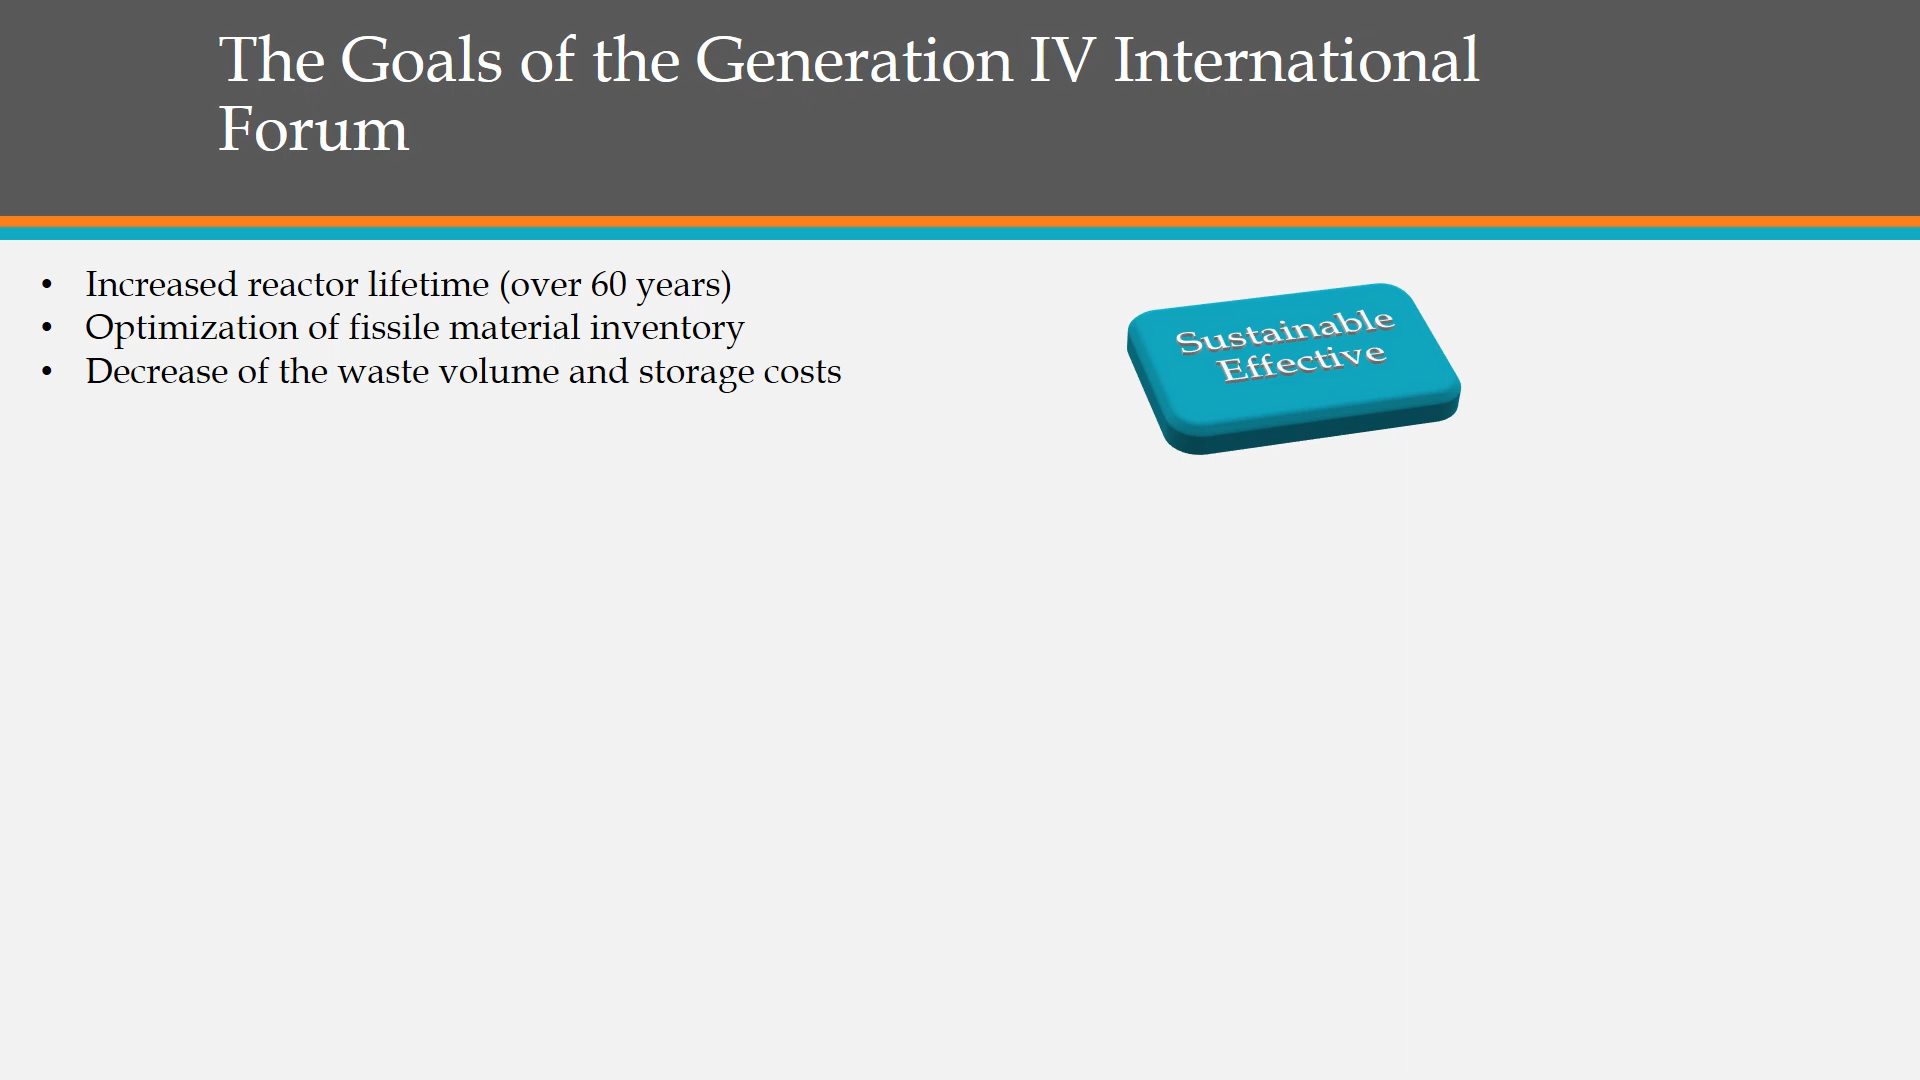 The Goals of the Generation IV International
Forum
• Increased reactor lifetime (over 60 years)
• Optimization of fissile material inventory
• Decrease of the waste volume and storage costs
Sustainable
Effective